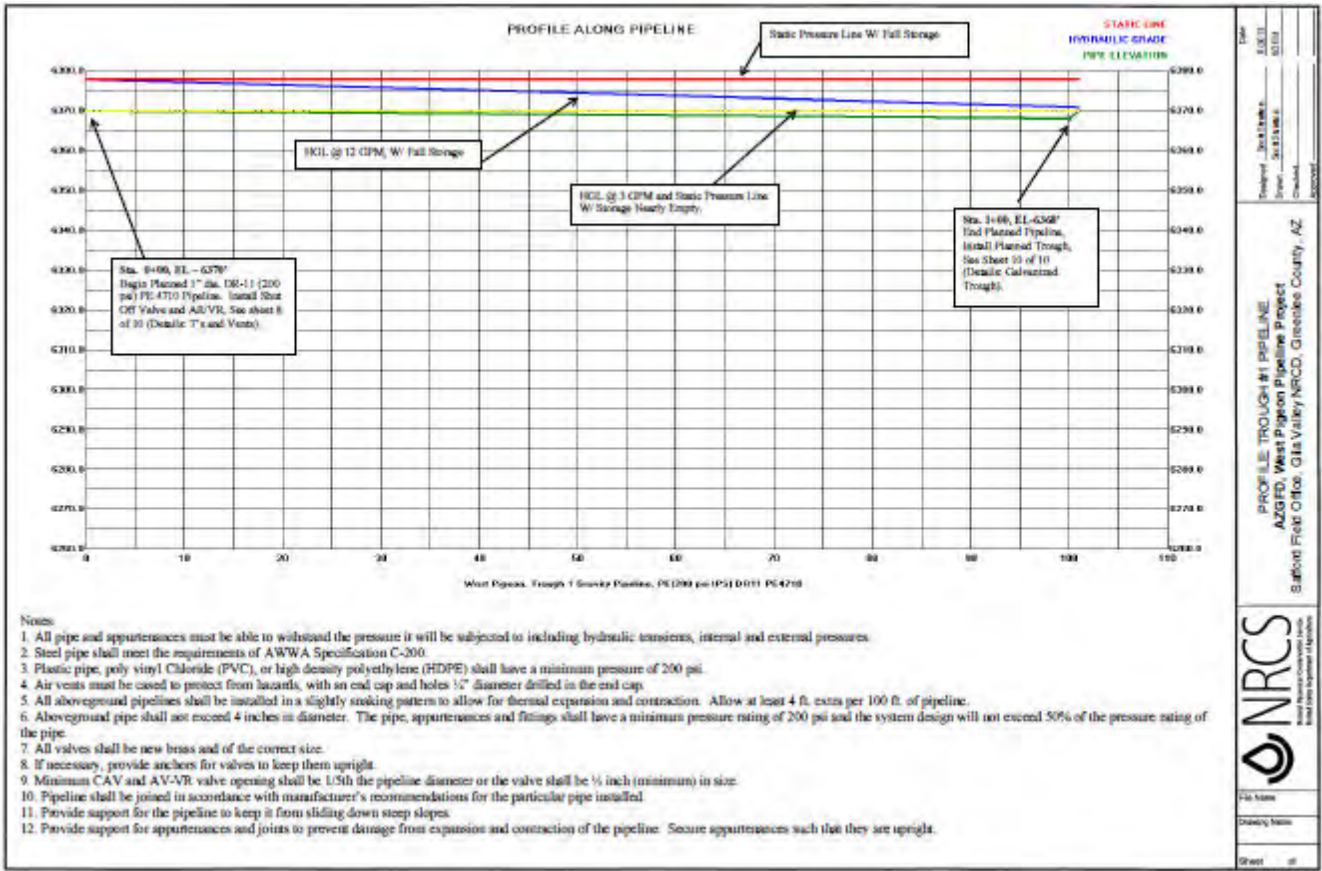 PROFILE ALONG PIPELINE
STATIC LINE
HYDRAULIC GRADE
PIPE ELEVATION
Static Pressure Line W/ Full Storage
HGL @ 12 GPM, W/ Full Storage
HGL @ 3 GPM and Static Pressure Line
W/ Storage Nearly Empty.
Sta. 0+00, EL – 6370'
Begin Planned 1" dia. DR-11 (200
psi) PE 4710 Pipeline. Install Shut
Off Valve and AR/VR, See sheet 8
of 10 (Details: T's and Vents).
Sta. 1+00, EL-6368'
End Planned Pipeline,
Install Planned Trough,
See Sheet 10 of 10
(Details: Galvanized
Trough).
6370.0
6360.0
6350.0
6340.0
6330.0
6320.0
6310.0
6300.0
0 10 20 30 40 50 60 70 80 90 100 110
West Pigeon, Trough 1 Gravity Pipeline, PE(200 psi IPS) DR11 PE4710
Notes
1. All pipe and appurtenances must be able to withstand the pressure it will be subjected to including hydraulic transients, internal and external pressures.
2. Steel pipe shall meet the requirements of AWWA Specification C-200.
3. Plastic pipe, poly vinyl Chloride (PVC), or high density polyethylene (HDPE) shall have a minimum pressure of 200 psi.
4. Air vents must be cased to protect from hazards, with an end cap and holes diameter drilled in the end cap.
5. All aboveground pipelines shall be installed in a slightly snaking pattern to allow for thermal expansion and contraction. Allow at least 4 ft. extra per 100 ft. of pipeline.
6. Aboveground pipe shall not exceed 4 inches in diameter. The pipe, appurtenances and fittings shall have a minimum pressure rating of 200 psi and the system design will not exceed 50% of the pressure rating of
the pipe.
7. All valves shall be new brass and of the correct size.
8. If necessary, provide anchors for valves to keep them upright.
9. Minimum CAV and AV-VR valve opening shall be 1/5th the pipeline diameter or the valve shall be inch (minimum) in size.
10. Pipeline shall be joined in accordance with manufacturer's recommendations for the particular pipe installed.
11. Provide support for the pipeline to keep it from sliding down steep slopes.
12. Provide support for appurtenances and joints to prevent damage from expansion and contraction of the pipeline. Secure appurtenances such that they are upright.
Date
Designed
Drawn
Checked
Approved
PROFILE: TROUGH #1 PIPELINE
AZGFD, West Pigeon Pipeline Project
Safford Field Office, Gila Valley NRCD, Greenlee County, AZ
NRCS
File Name
Drawing Name
Sheet of